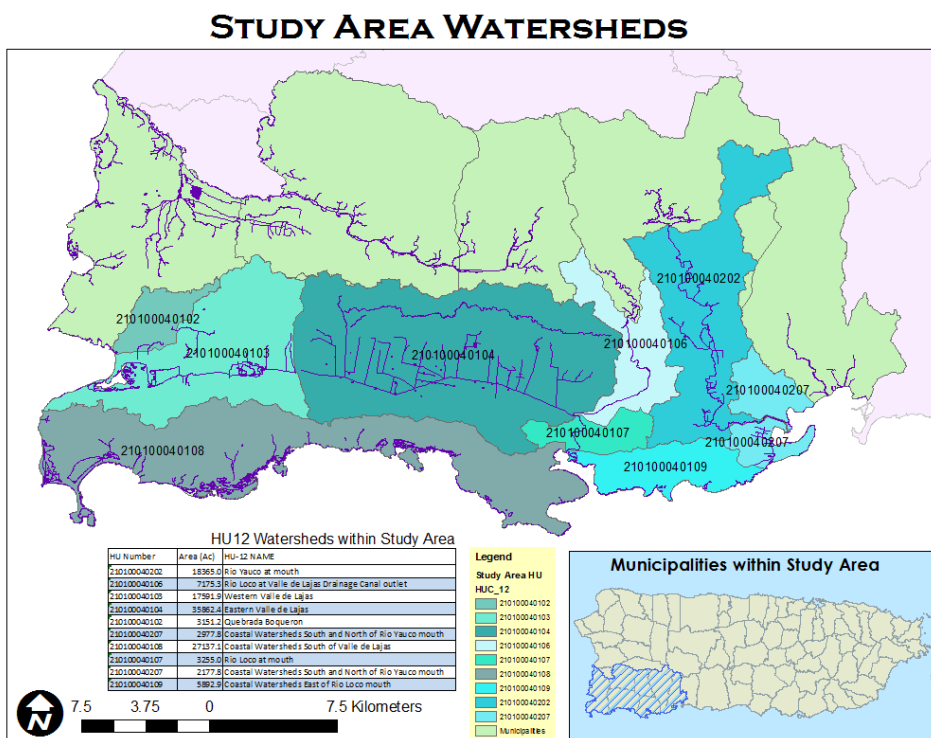 STUDY AREA WATERSHEDS
210100040202
210100040102
210100040106
210100040103
210100040104
210100040207
210100040107
210100040207
210100040108
210100040109
HU12 Watersheds within Study Area
HU Number Area (Ac) HU-12 NAME
210100040202 18365.0 Rio Yauco at mouth
210100040106 7175.3 Rio Loco at Valle de Lajas Drainage Canal outlet
210100040103 17591.9 Western Valle de Lajas
210100040104 35862.4 Eastern Valle de Lajas
210100040102 3151.2 Quebrada Boqueron
210100040207 2977.8 Coastal Watersheds South and North of Rio Yauco mouth
210100040108 27137.1 Coastal Watersheds South of Valle de Lajas
210100040107 3255.0 Rio Loco at mouth
210100040207 2177.8 Coastal Watersheds South and North of Rio Yauco mouth
210100040109 5892.9 Coastal Watersheds East of Rio Loco mouth
Legend
Study Area HU
HUC_12
210100040102
210100040103
210100040104
210100040106
210100040107
210100040108
210100040109
210100040202
210100040207
Municipalities
Municipalities within Study Area
N
7.5 3.75 0 7.5 Kilometers